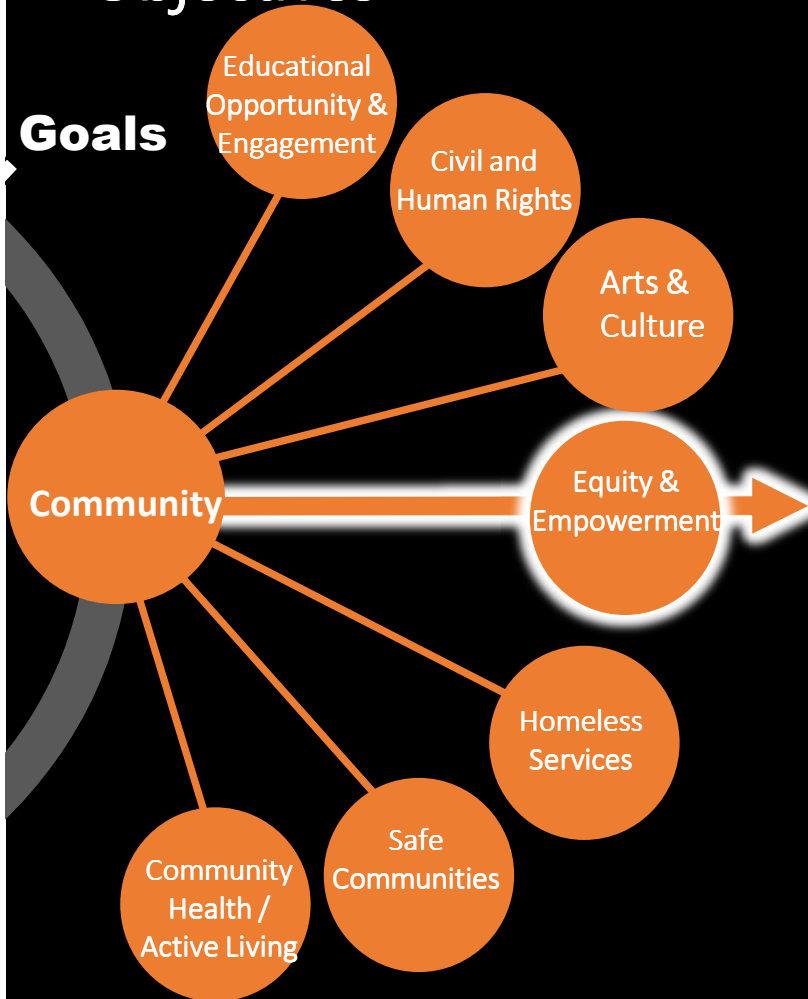 Goals
Educational
Opportunity &
Engagement
Civil and
Human Rights
Arts &
Culture
Community
Equity &
Empowerment
Homeless
Services
Safe
Communities
Community
Health /
Active Living